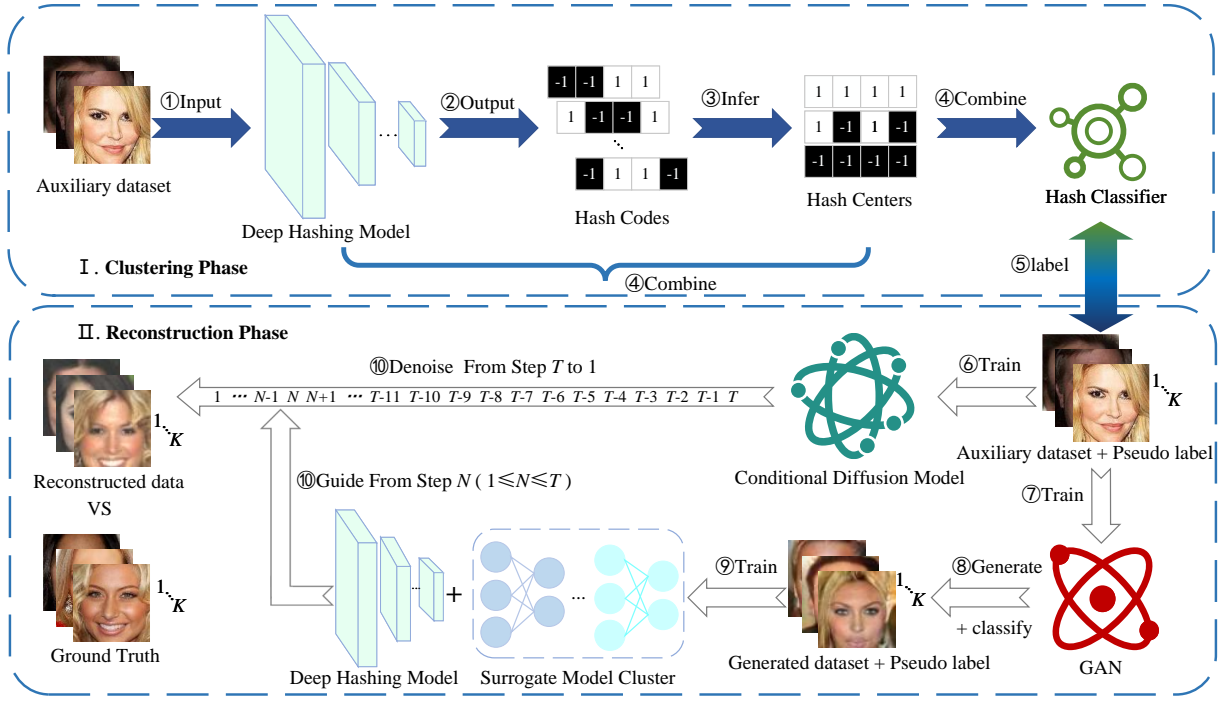 ①Input
②Output
③Infer
④Combine
-1 -1 1 1
1 -1 -1 1
-1 1 1 -1
1 1 1 1
1 -1 1 -1
-1 -1 -1 -1
Auxiliary dataset
Deep Hashing Model
Hash Codes
Hash Centers
Hash Classifier
Ⅰ. Clustering Phase
④Combine
⑤label
Ⅱ. Reconstruction Phase
⑩Denoise From Step T to 1
1 ··· N-1 N N+1 ··· T-11 T-10 T-9 T-8 T-7 T-6 T-5 T-4 T-3 T-2 T-1 T
⑥Train
1
K
1
K
Reconstructed data
VS
Conditional Diffusion Model
Auxiliary dataset + Pseudo label
⑩Guide From Step N ( 1≤N≤T )
⑦Train
1
K
Ground Truth
+
...
⑨Train
1
K
⑧Generate
+ classify
Deep Hashing Model
Surrogate Model Cluster
Generated dataset + Pseudo label
GAN